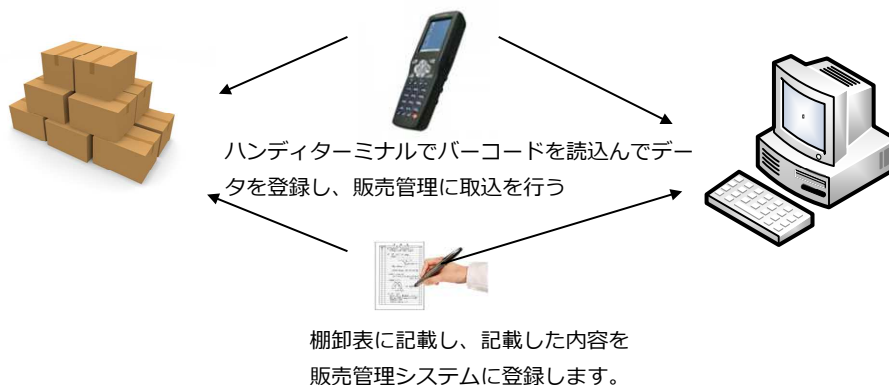 ハンディターミナルでバーコードを読込んでデー
タを登録し、販売管理に取込を行う
棚卸表に記載し、記載した内容を
販売管理システムに登録します。